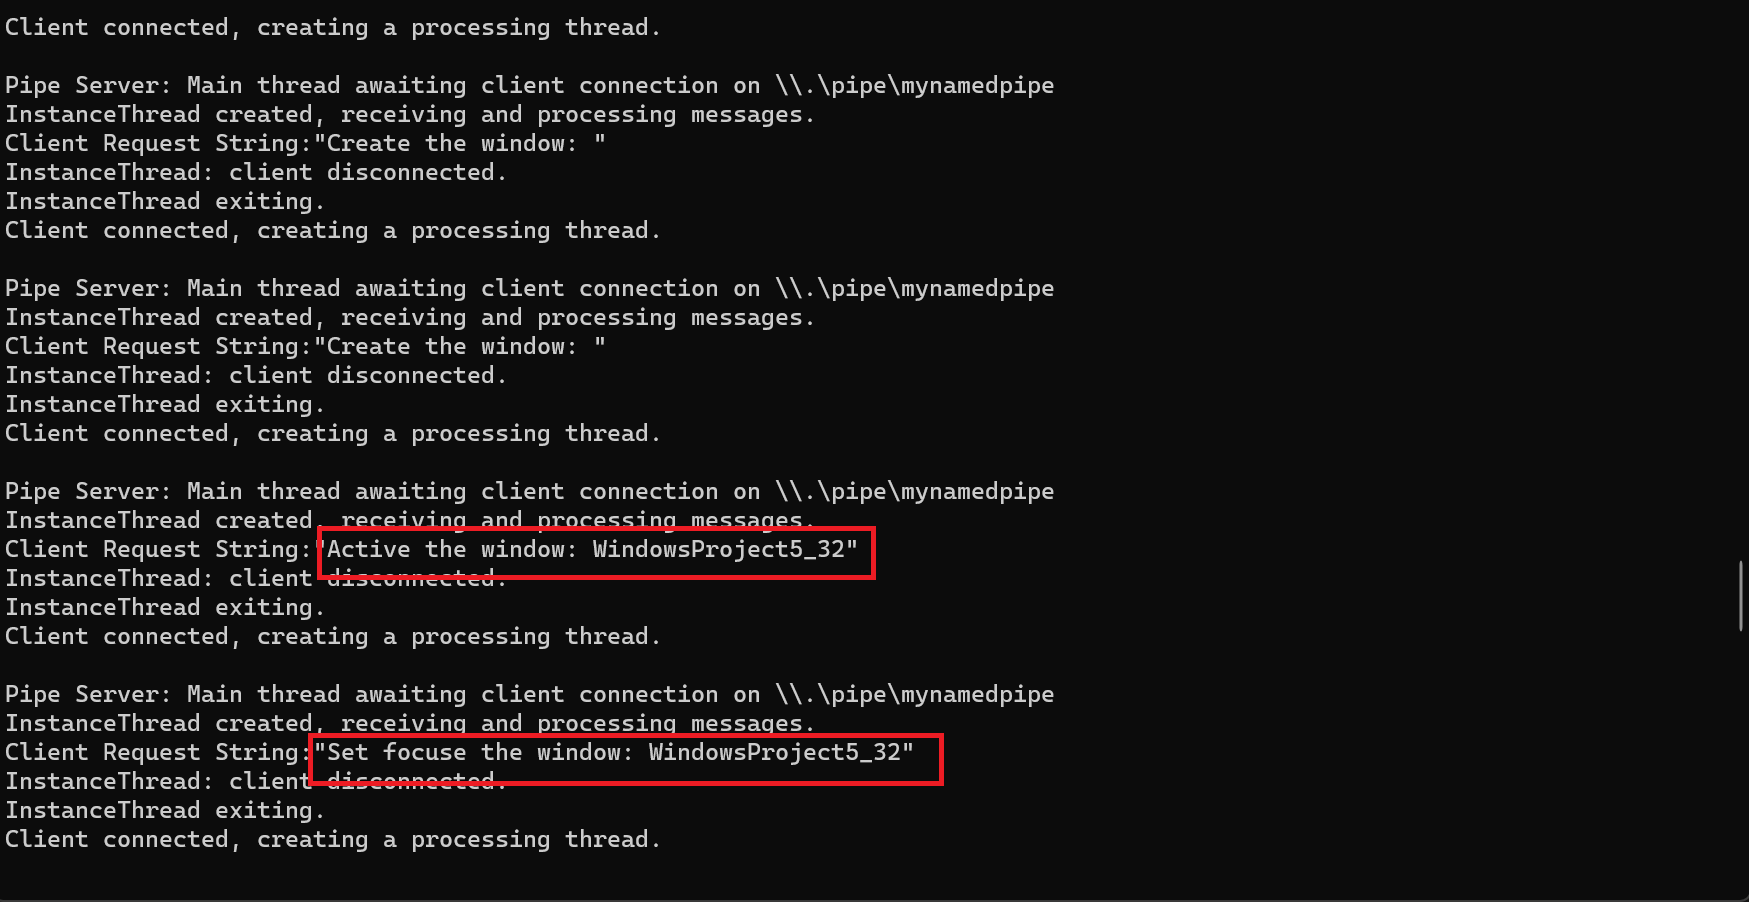 Client connected, creating a processing thread.
Pipe Server: Main thread awaiting client connection on \\.\pipe\mynamedpipe
InstanceThread created, receiving and processing messages.
Client Request String:"Create the window: "
InstanceThread: client disconnected.
InstanceThread exiting.
Client connected, creating a processing thread.
Pipe Server: Main thread awaiting client connection on \\.\pipe\mynamedpipe
InstanceThread created, receiving and processing messages.
Client Request String:"Create the window: "
InstanceThread: client disconnected.
InstanceThread exiting.
Client connected, creating a processing thread.
Pipe Server: Main thread awaiting client connection on \\.\pipe\mynamedpipe
InstanceThread created, receiving and processing messages.
Client Request String:"Active the window: WindowsProject5_32"
InstanceThread: client disconnected.
InstanceThread exiting.
Client connected, creating a processing thread.
Pipe Server: Main thread awaiting client connection on \\.\pipe\mynamedpipe
InstanceThread created, receiving and processing messages.
Client Request String:"Set focuse the window: WindowsProject5_32"
InstanceThread: client disconnected.
InstanceThread exiting.
Client connected, creating a processing thread.